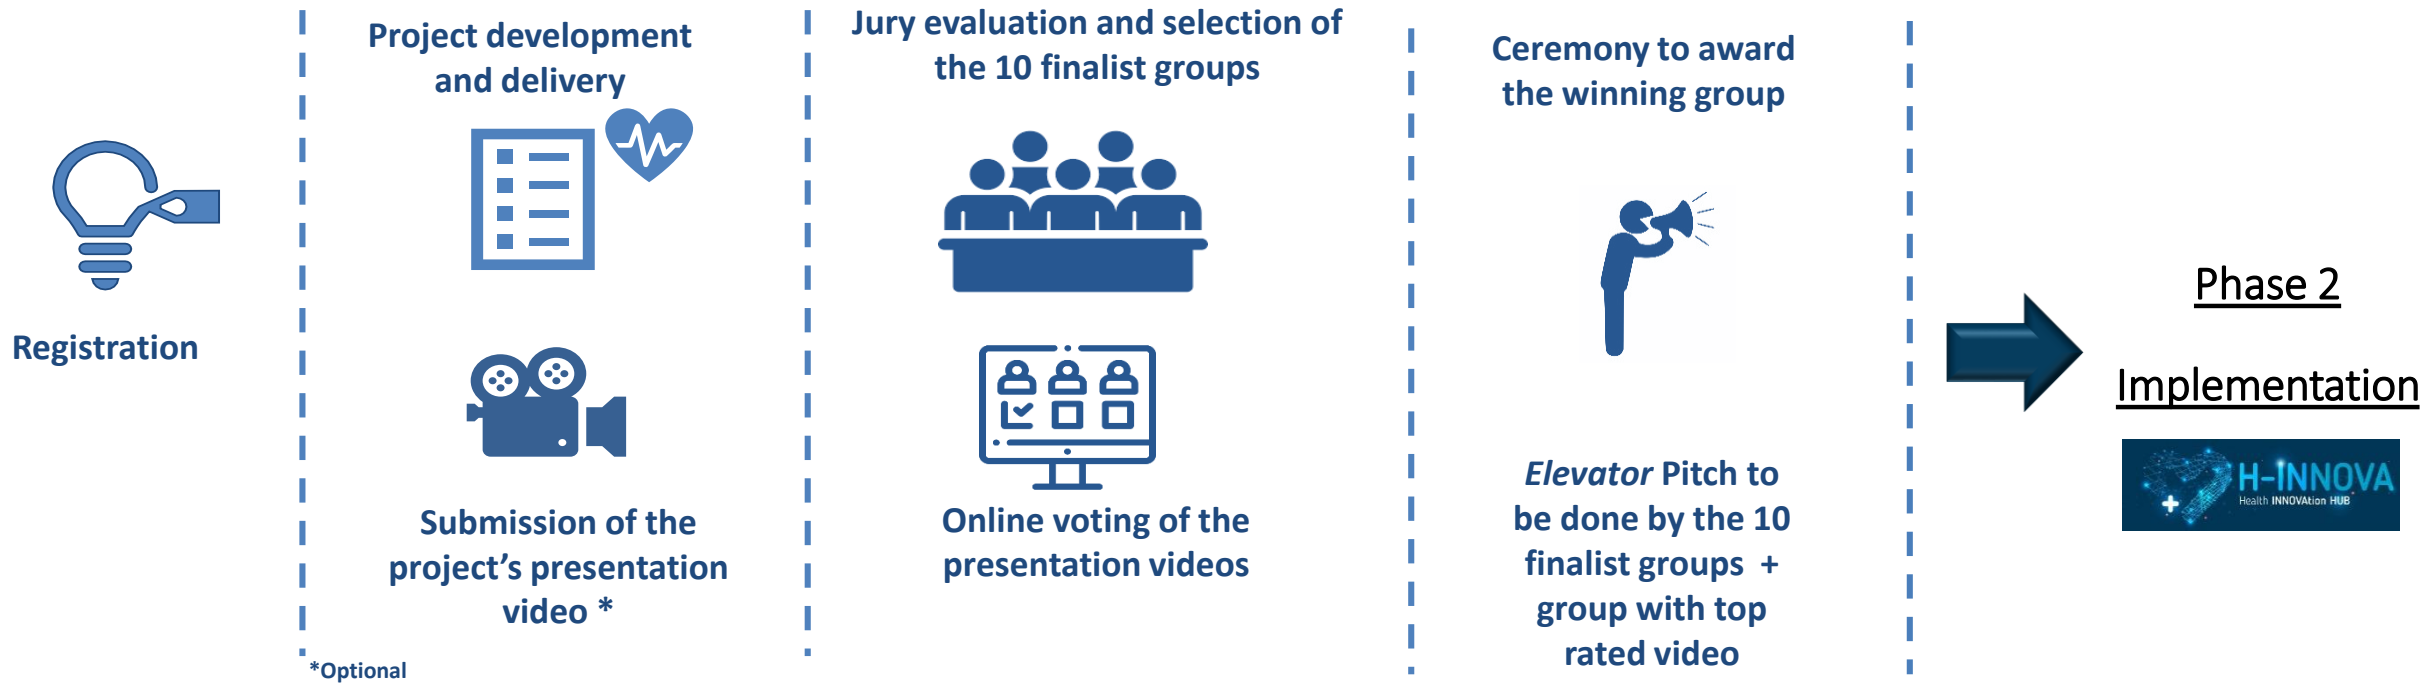 Registration
Project development
and delivery
Submission of the
project’s presentation
video *
*Optional
Jury evaluation and selection of
the 10 finalist groups
Online voting of the
presentation videos
Ceremony to award
the winning group
Elevator Pitch to
be done by the 10
finalist groups +
group with top
rated video
Phase 2
Implementation
H-INNOVA
Health INNOVAtion HUB